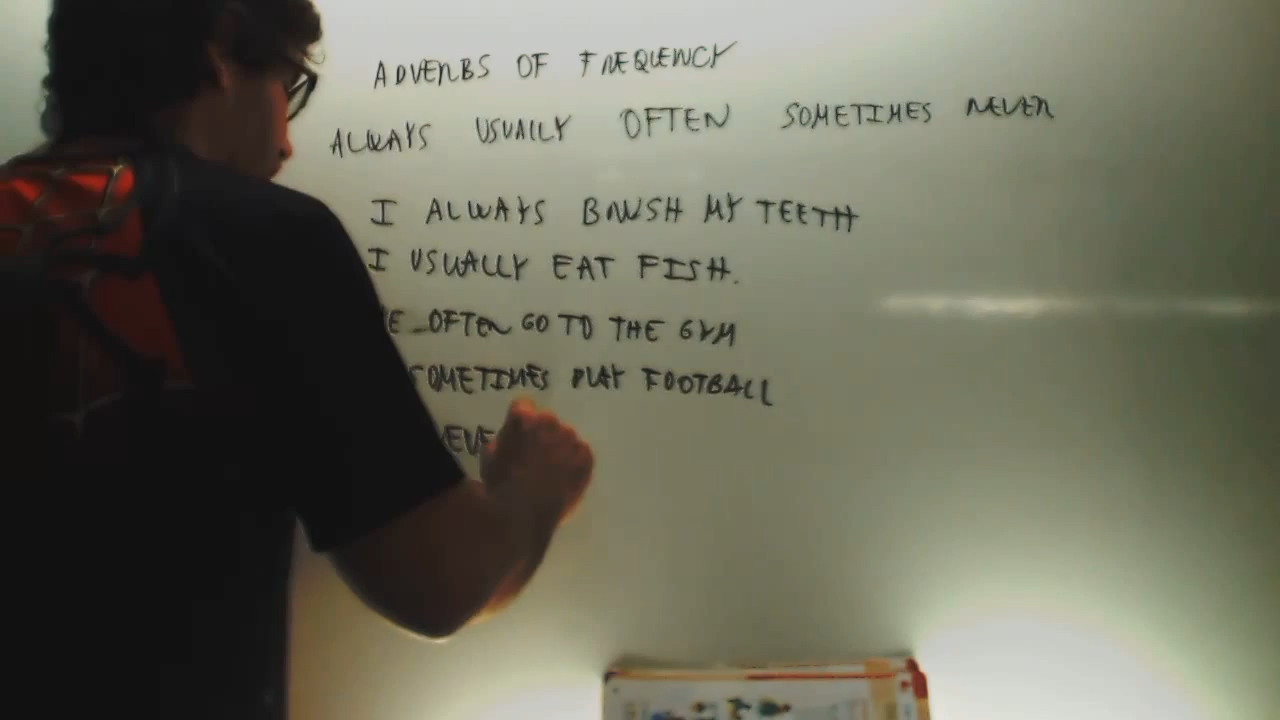 ADVERBS OF FREQUENCY
ALWAYS USUALLY OFTEN SOMETIMES NEVER
I ALWAYS BRUSH MY TEETH
I USUALLY EAT FISH.
OFTEN GO TO THE GYM
SOMETIMES PLAY FOOTBALL